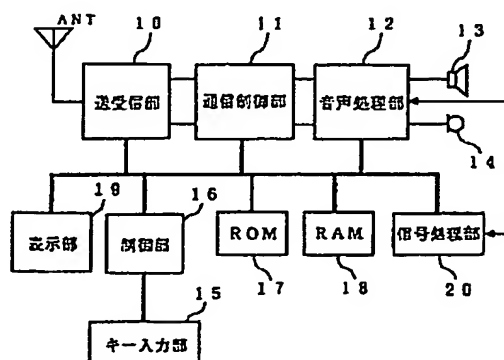 ANT
10
11
12
13
送受信部
通信制御部
音声処理部
14
19
16
表示部
制御部
ROM
RAM
信号処理部
17
18
20
15
キー入力部